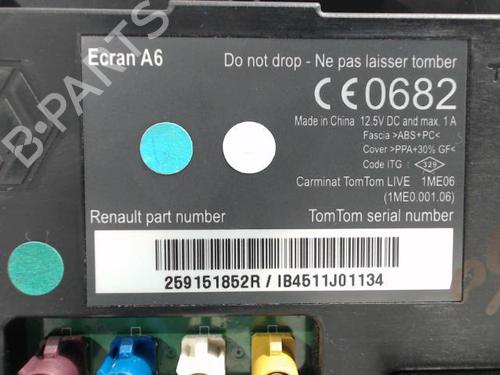 B-PARTS
Ecran A6
Do not drop - Ne pas laisser tomber
CE0682
Made in China 12.5V DC and max. 1 A
Fascia >ABS+PC<
Cover >PPA+30% GF<
Code ITG : 329
Carminat TomTom LIVE 1ME06
(1ME0.001.06)
Renault part number
TomTom serial number
259151852R / IB4511J01134